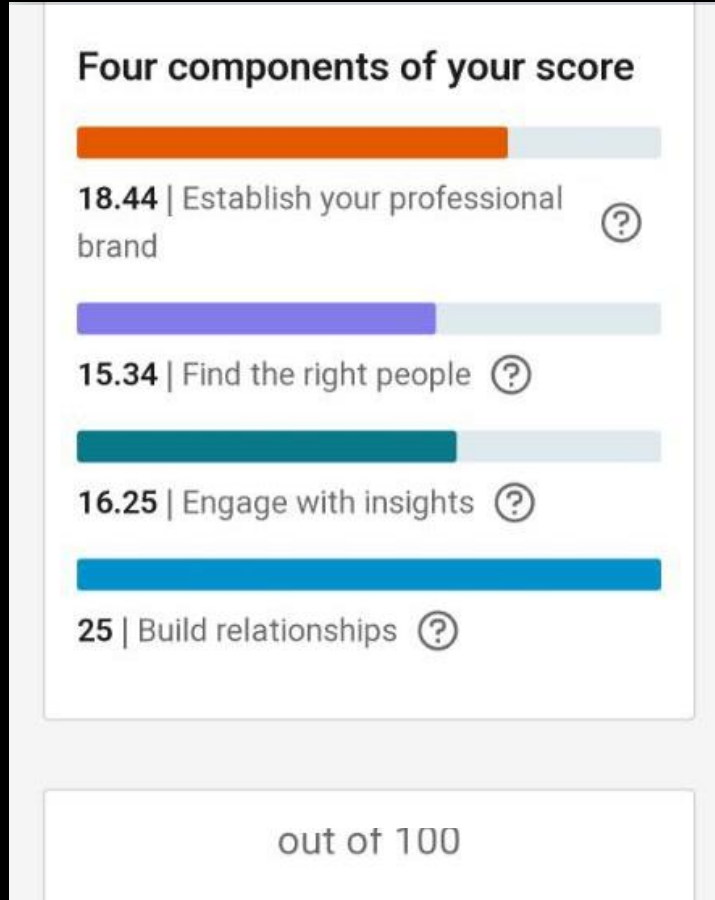 Four components of your score
18.44 | Establish your professional
brand
?
15.34 | Find the right people ?
16.25 | Engage with insights ?
25 | Build relationships ?
out of 100